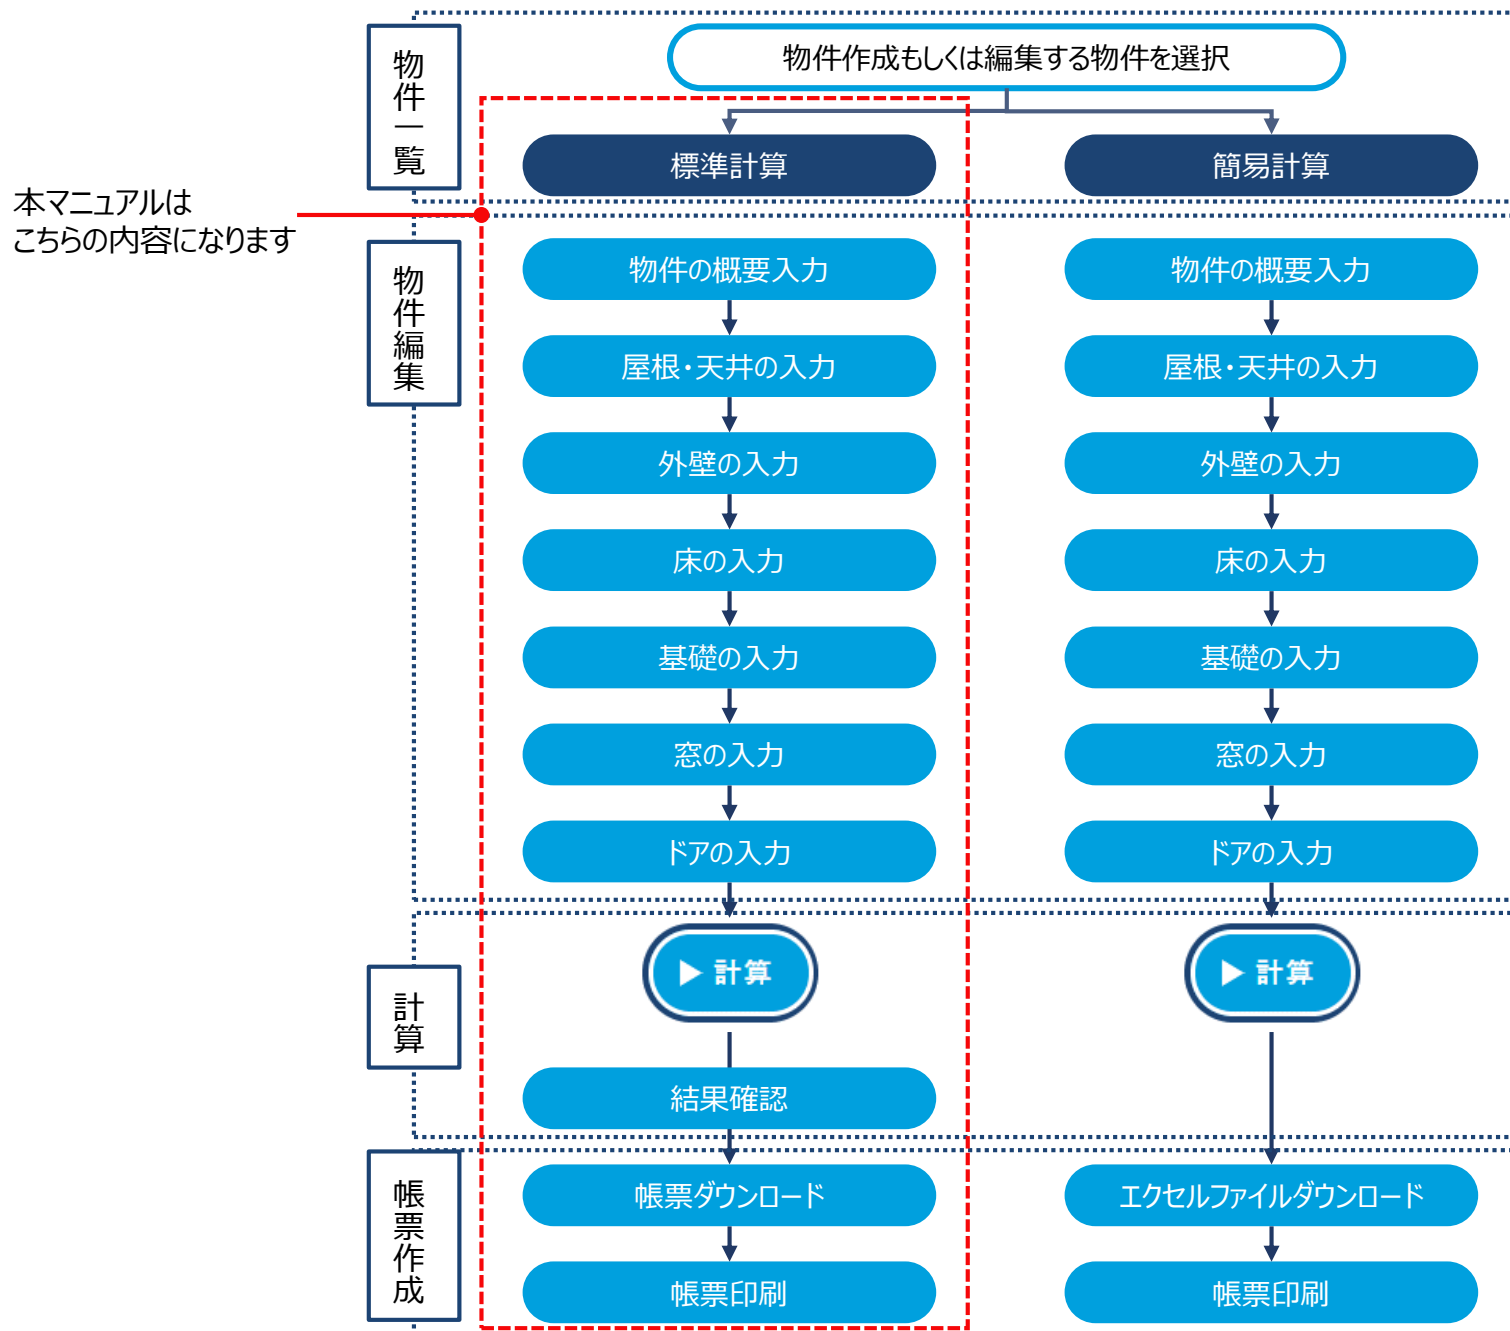 物件一覧
物件作成もしくは編集する物件を選択
標準計算
簡易計算
本マニュアルは
こちらの内容になります
物件編集
物件の概要入力
物件の概要入力
屋根・天井の入力
屋根・天井の入力
外壁の入力
外壁の入力
床の入力
床の入力
基礎の入力
基礎の入力
窓の入力
窓の入力
ドアの入力
ドアの入力
計算
▶計算
▶計算
結果確認
帳票作成
帳票ダウンロード
エクセルファイルダウンロード
帳票印刷
帳票印刷